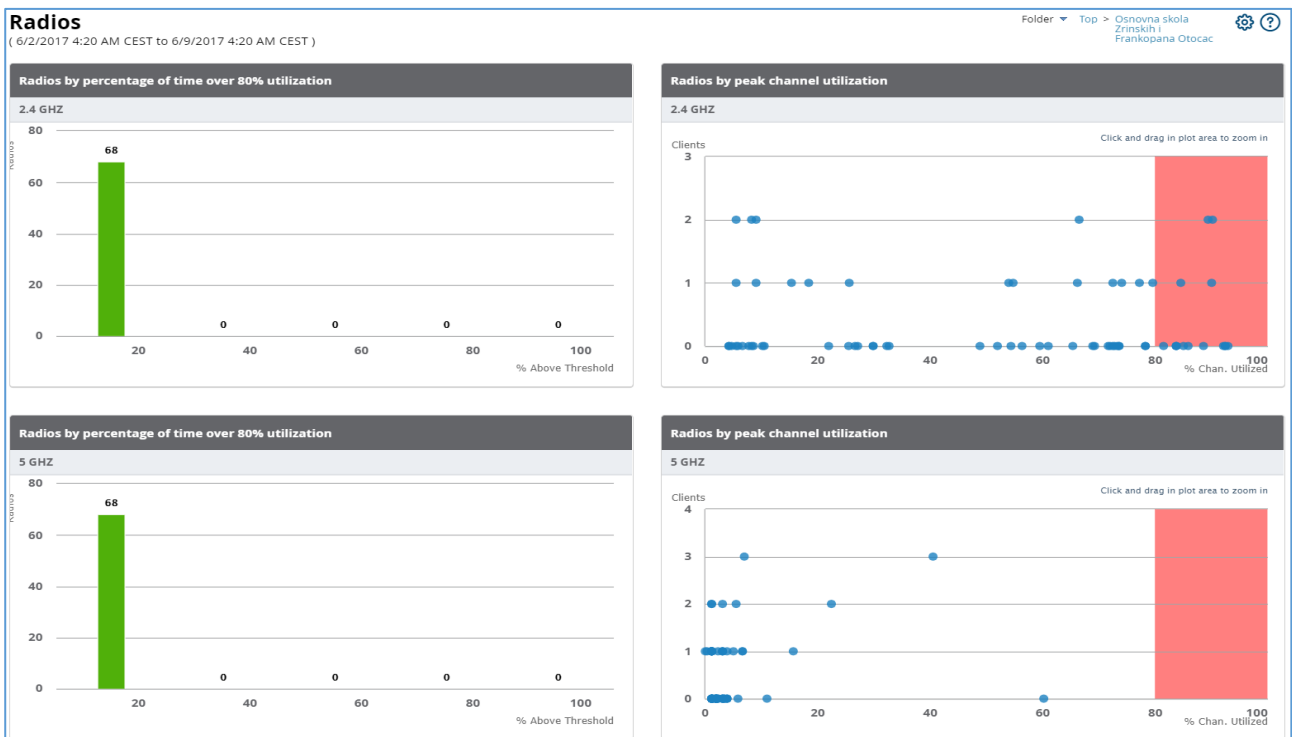 Radios
Folder Top > Osnovna skola
Zrinskih i
Frankopana Otocac
( 6/2/2017 4:20 AM CEST to 6/9/2017 4:20 AM CEST )
Radios by percentage of time over 80% utilization
2.4 GHZ
Radios
80
60
40
20
0
68
0
0
0
0
20
40
60
80
100
% Above Threshold
Radios by peak channel utilization
2.4 GHZ
Click and drag in plot area to zoom in
Clients
3
2
1
0
0
20
40
60
80
100
% Chan. Utilized
Radios by percentage of time over 80% utilization
5 GHZ
Radios
80
60
40
20
0
68
0
0
0
0
20
40
60
80
100
% Above Threshold
Radios by peak channel utilization
5 GHZ
Click and drag in plot area to zoom in
Clients
4
3
2
1
0
0
20
40
60
80
100
% Chan. Utilized